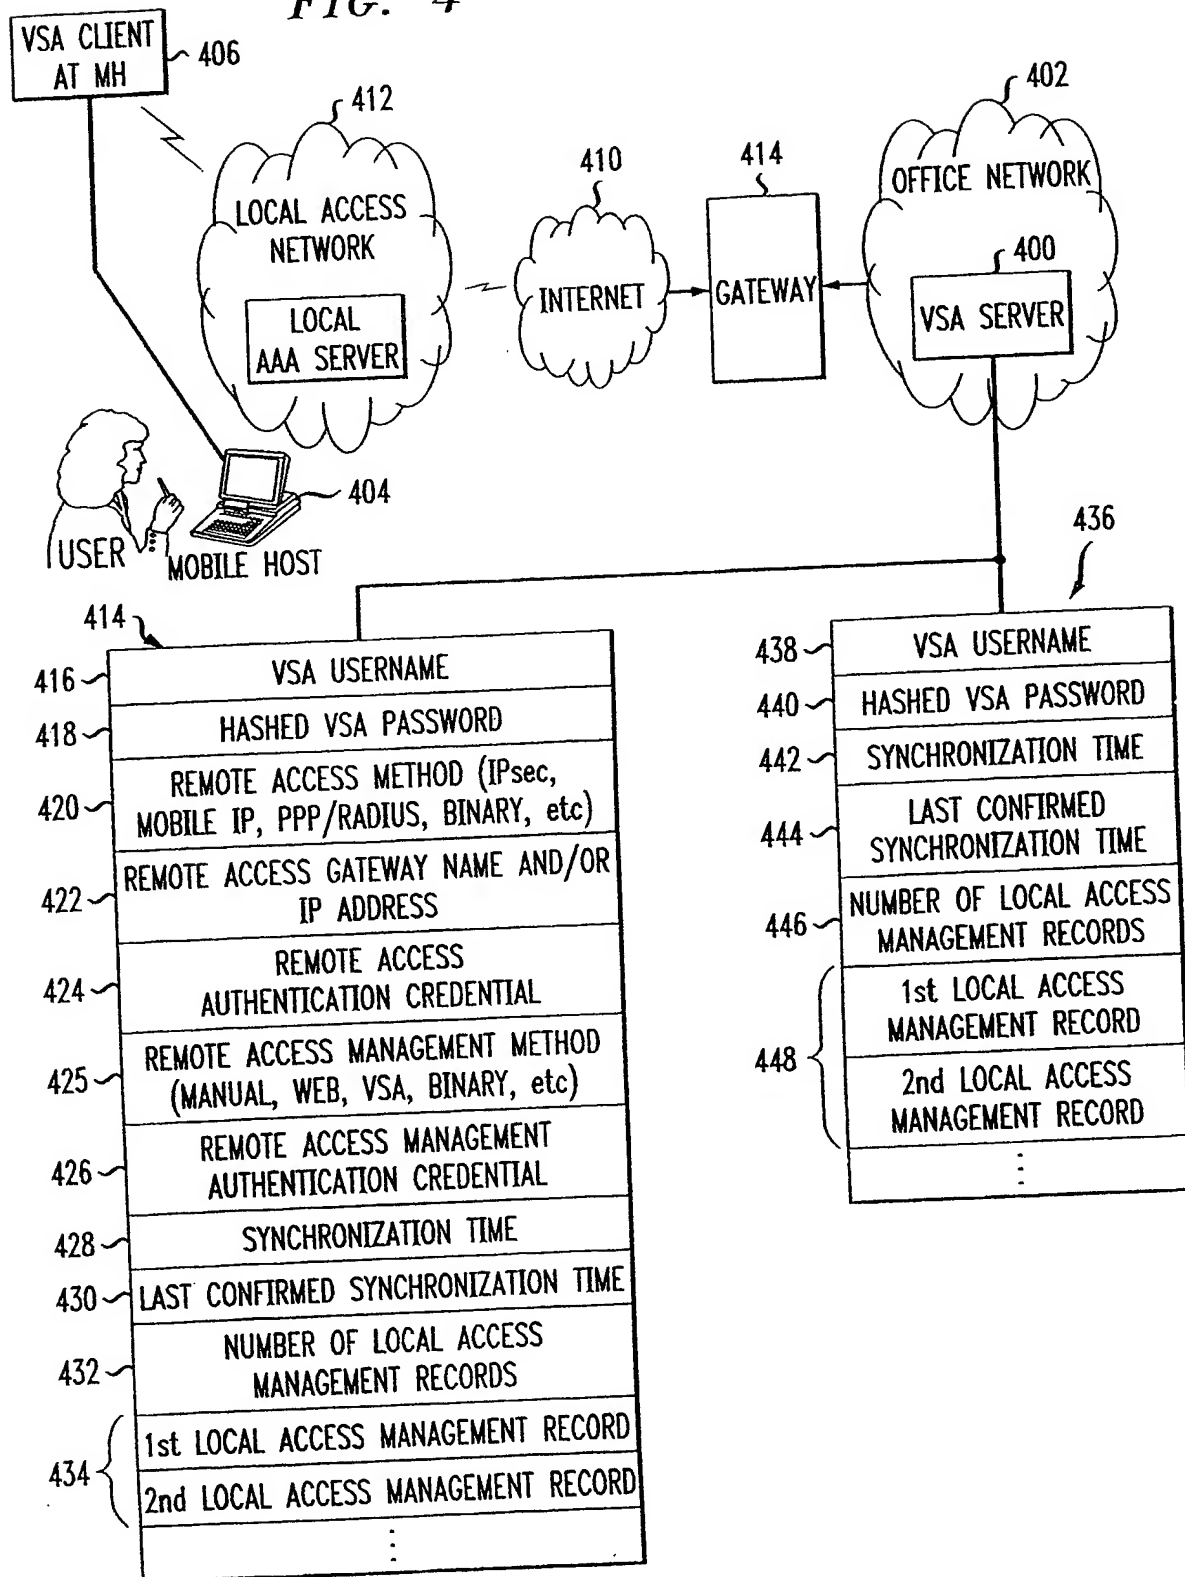 FIG. 4
VSA CLIENT
AT MH
406
412
402
410
414
LOCAL ACCESS
NETWORK
LOCAL
AAA SERVER
INTERNET
GATEWAY
OFFICE NETWORK
400
VSA SERVER
404
USER
MOBILE HOST
414
416
VSA USERNAME
418
HASHED VSA PASSWORD
420
REMOTE ACCESS METHOD (IPsec,
MOBILE IP, PPP/RADIUS, BINARY, etc)
422
REMOTE ACCESS GATEWAY NAME AND/OR
IP ADDRESS
424
REMOTE ACCESS
AUTHENTICATION CREDENTIAL
425
REMOTE ACCESS MANAGEMENT METHOD
(MANUAL, WEB, VSA, BINARY, etc)
426
REMOTE ACCESS MANAGEMENT
AUTHENTICATION CREDENTIAL
428
SYNCHRONIZATION TIME
430
LAST CONFIRMED SYNCHRONIZATION TIME
432
NUMBER OF LOCAL ACCESS
MANAGEMENT RECORDS
434
1st LOCAL ACCESS MANAGEMENT RECORD
2nd LOCAL ACCESS MANAGEMENT RECORD
⋮
436
438
VSA USERNAME
440
HASHED VSA PASSWORD
442
SYNCHRONIZATION TIME
444
LAST CONFIRMED
SYNCHRONIZATION TIME
446
NUMBER OF LOCAL ACCESS
MANAGEMENT RECORDS
448
1st LOCAL ACCESS
MANAGEMENT RECORD
2nd LOCAL ACCESS
MANAGEMENT RECORD
⋮